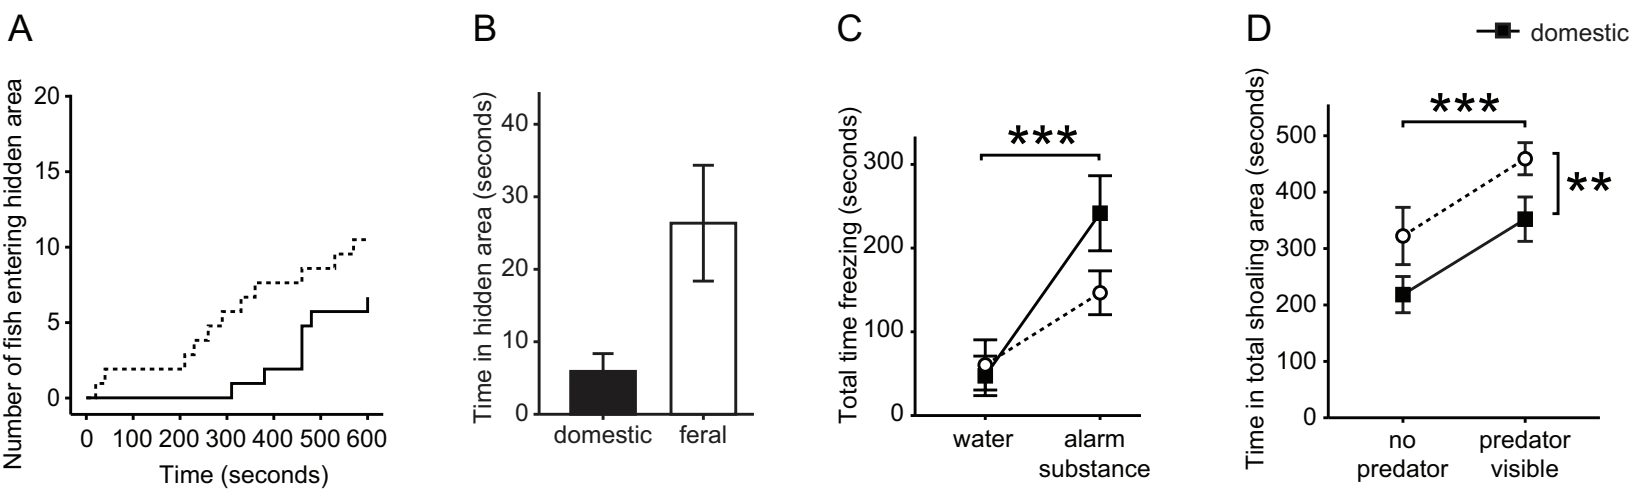 A
Number of fish entering hidden area
20
15
10
5
0
0 100 200 300 400 500 600
Time (seconds)
B
Time in hidden area (seconds)
40
30
20
10
0
domestic feral
C
Total time freezing (seconds)
300
200
100
0
***
water alarm
substance
D
domestic
Time in total shoaling area (seconds)
500
400
300
200
100
0
***
**
no predator
predator visible